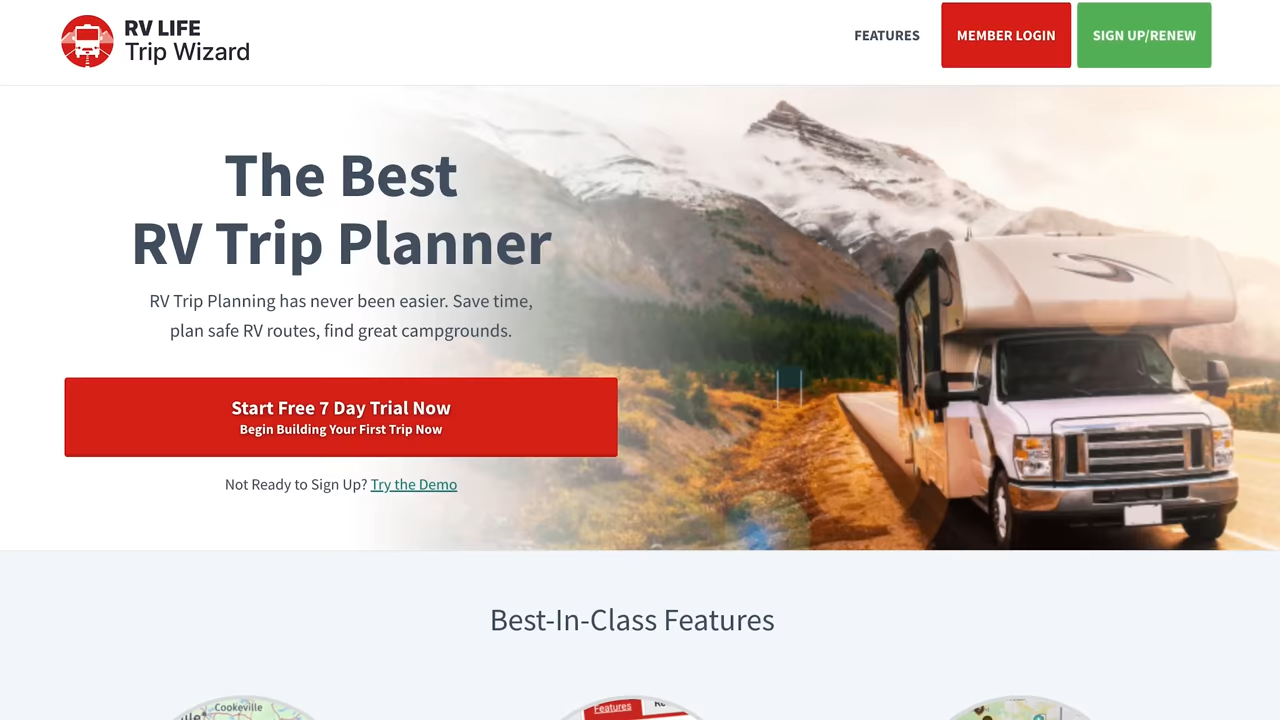 RV LIFE
Trip Wizard
FEATURES
MEMBER LOGIN
SIGN UP/RENEW
The Best
RV Trip Planner
RV Trip Planning has never been easier. Save time,
plan safe RV routes, find great campgrounds.
Start Free 7 Day Trial Now
Begin Building Your First Trip Now
Not Ready to Sign Up? Try the Demo
Best-In-Class Features
Cookeville
Features